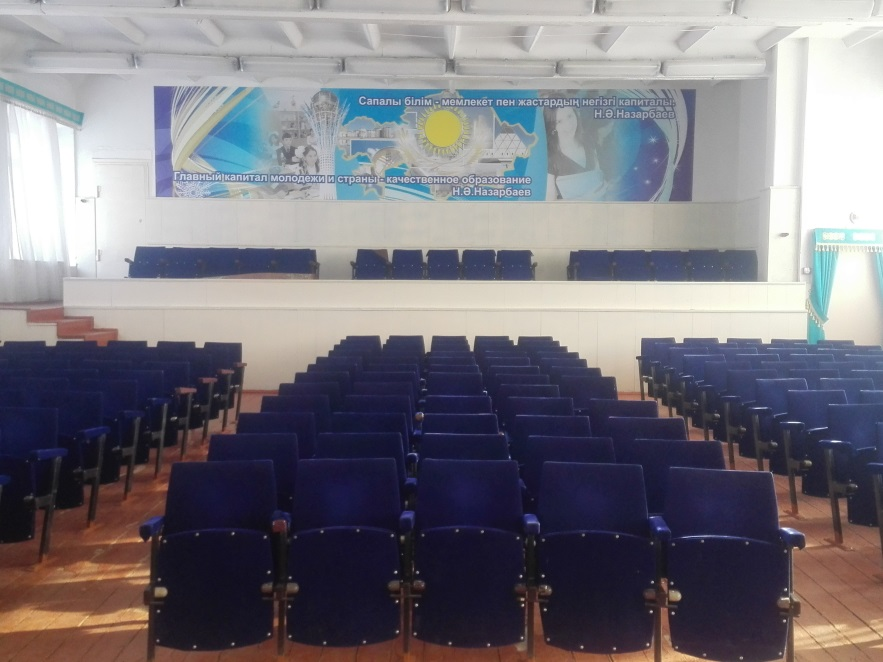 Сапалы білім - мемлекет пен жастардың негізгі капиталы.
Н.Ә.Назарбаев
Главный капитал молодежи и страны - качественное образование
Н.Ә.Назарбаев